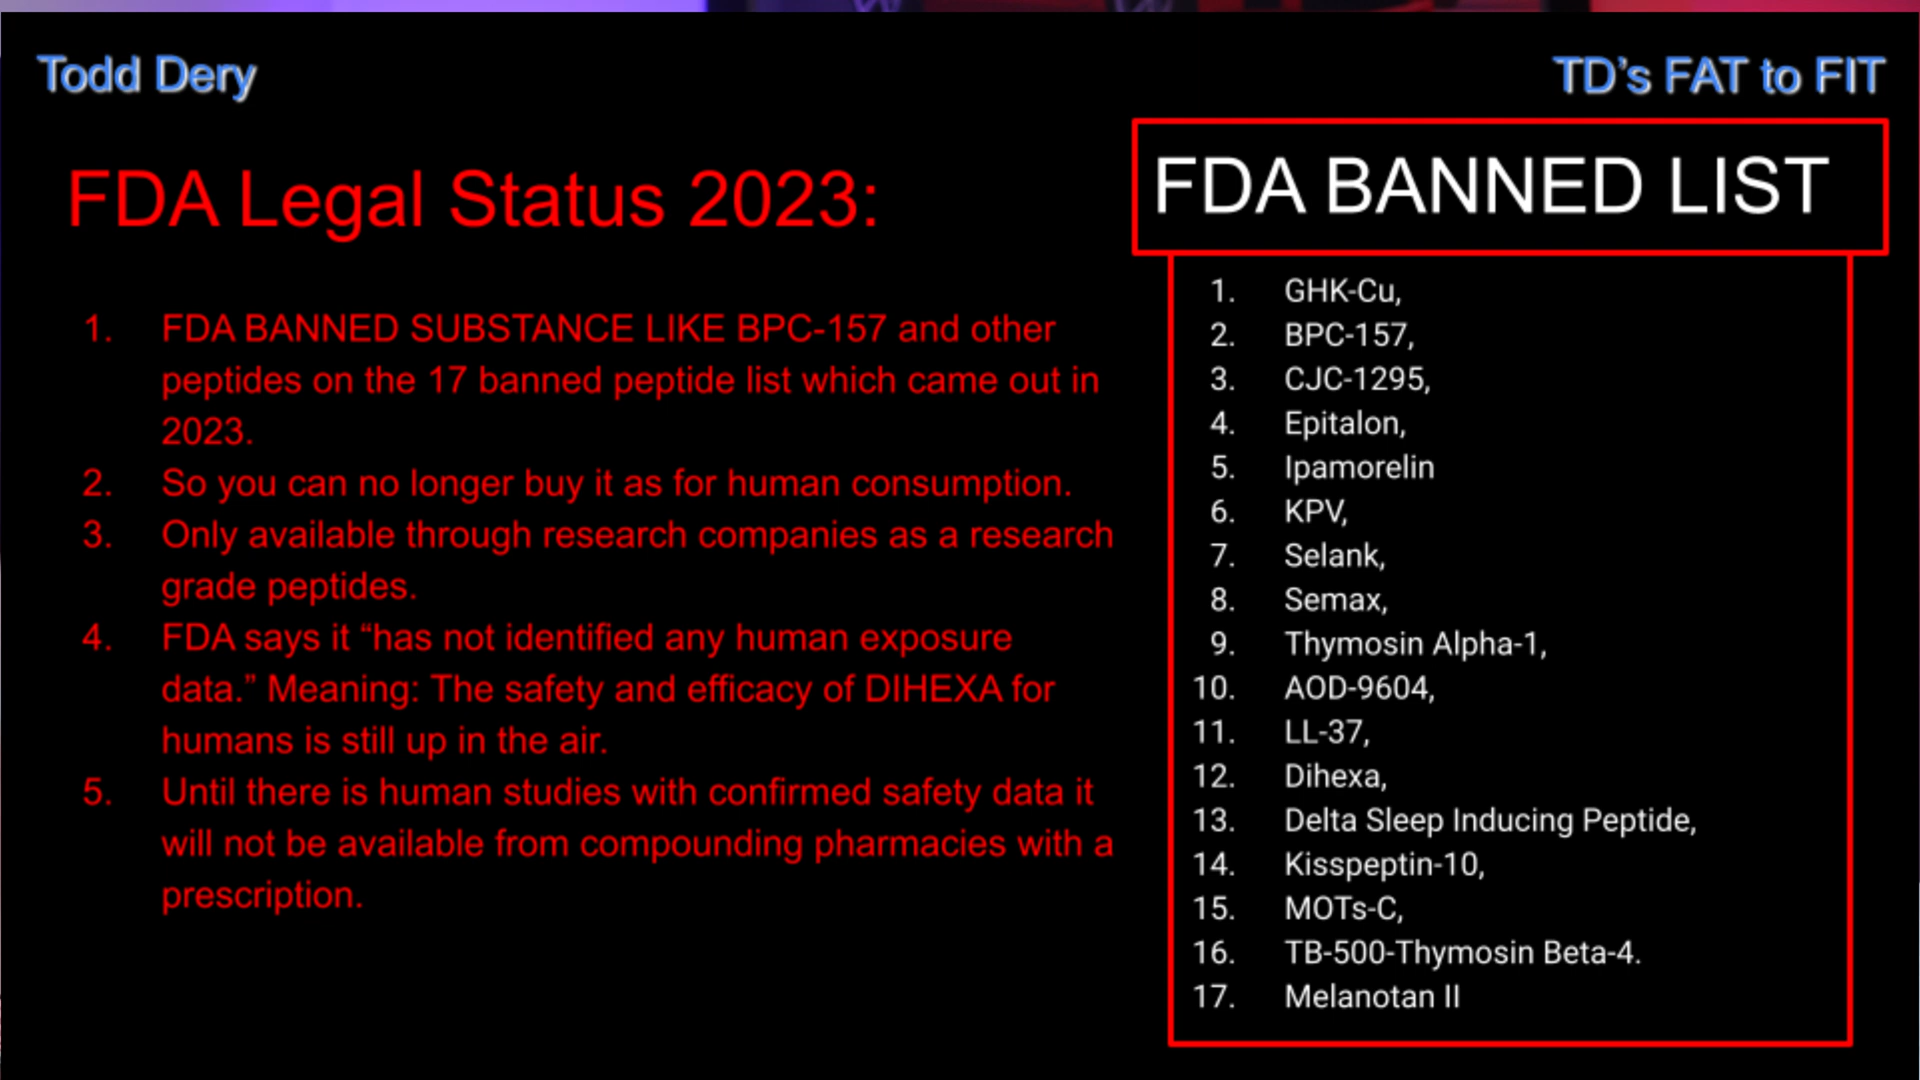 Todd Dery
TD's FAT to FIT
FDA Legal Status 2023:
1. FDA BANNED SUBSTANCE LIKE BPC-157 and other
peptides on the 17 banned peptide list which came out in
2023.
2. So you can no longer buy it as for human consumption.
3. Only available through research companies as a research
grade peptides.
4. FDA says it “has not identified any human exposure
data.” Meaning: The safety and efficacy of DIHEXA for
humans is still up in the air.
5. Until there is human studies with confirmed safety data it
will not be available from compounding pharmacies with a
prescription.
FDA BANNED LIST
1. GHK-Cu,
2. BPC-157,
3. CJC-1295,
4. Epitalon,
5. Ipamorelin
6. KPV,
7. Selank,
8. Semax,
9. Thymosin Alpha-1,
10. AOD-9604,
11. LL-37,
12. Dihexa,
13. Delta Sleep Inducing Peptide,
14. Kisspeptin-10,
15. MOTs-C,
16. TB-500-Thymosin Beta-4.
17. Melanotan II